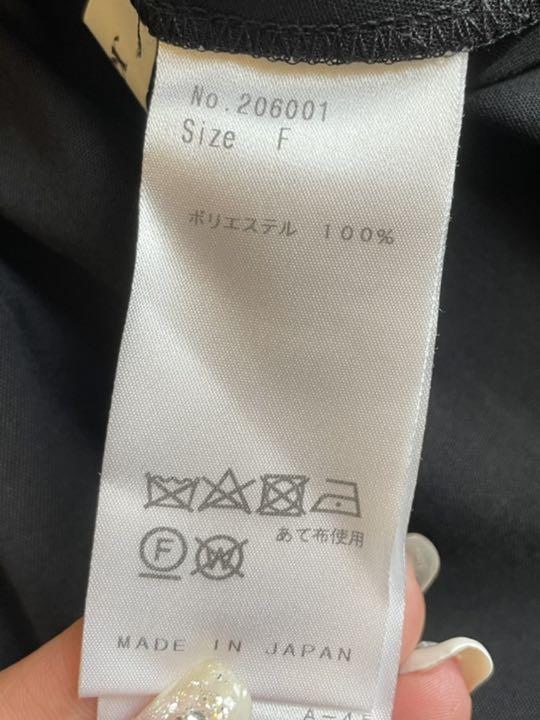 No.206001
Size F
ポリエステル 100%
あて布使用
F W
MADE IN JAPAN